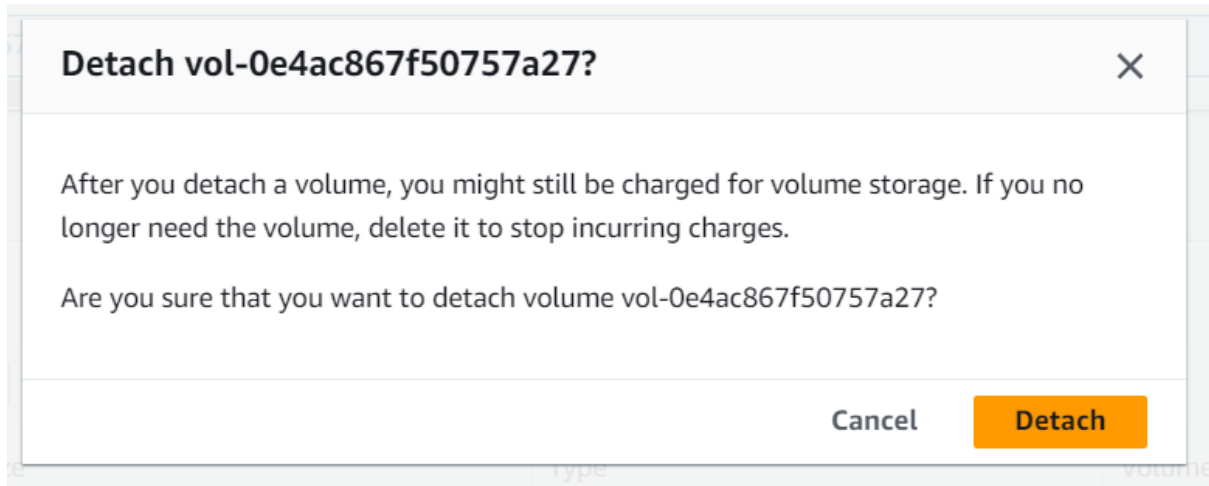 Detach vol-0e4ac867f50757a27?
After you detach a volume, you might still be charged for volume storage. If you no
longer need the volume, delete it to stop incurring charges.
Are you sure that you want to detach volume vol-0e4ac867f50757a27?
Cancel
Detach
Type